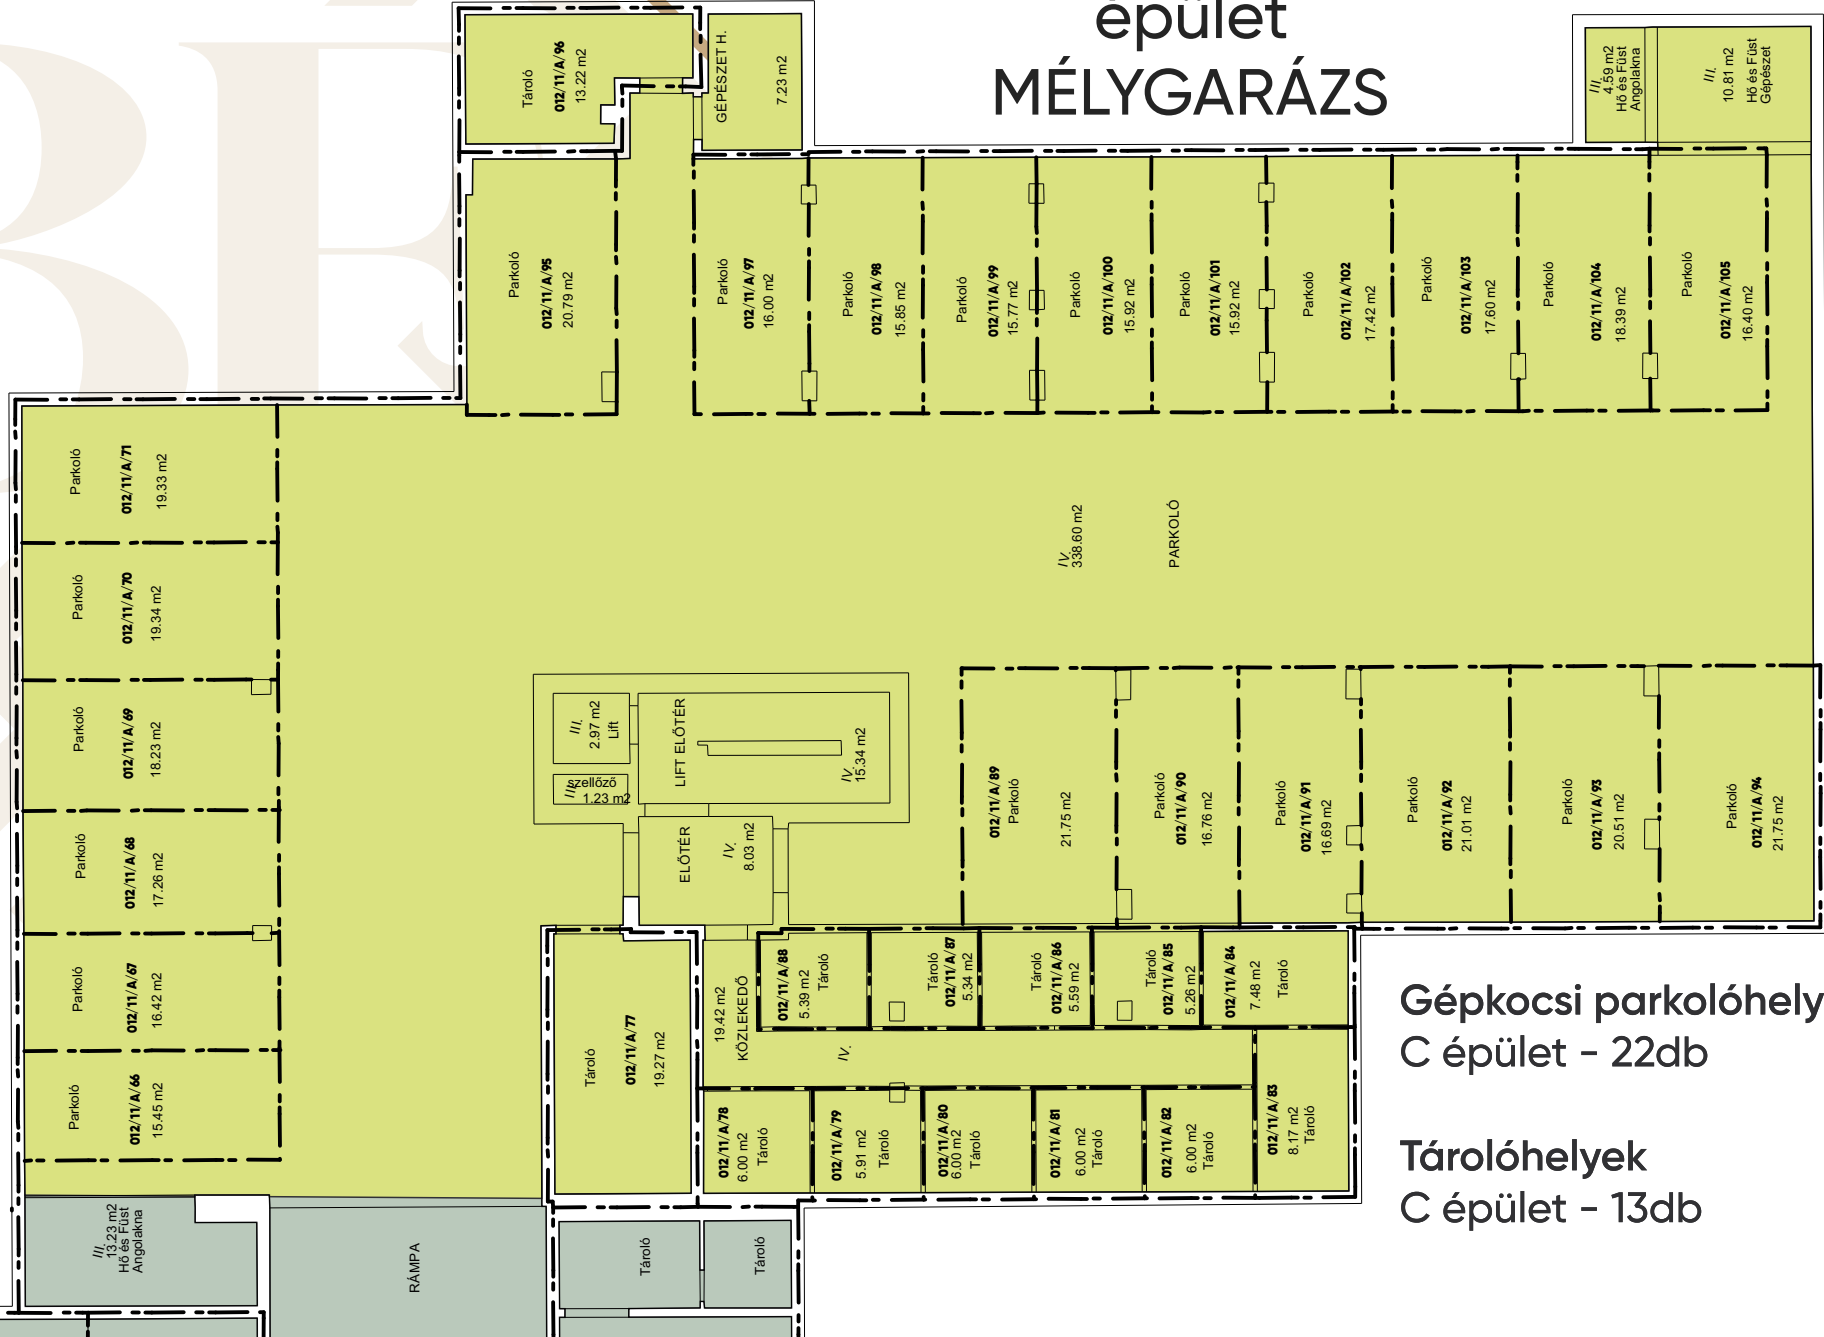 épület
MÉLYGARÁZS
Tároló
012/11/A/96
13.22 m2
GÉPÉSZET H.
7.23 m2
III.
4.59 m2
Hő és Füst
Angolakna
III.
10.81 m2
Hő és Füst
Gépészet
Parkoló
012/11/A/95
20.79 m2
Parkoló
012/11/A/97
16.00 m2
Parkoló
012/11/A/98
15.85 m2
Parkoló
012/11/A/99
15.77 m2
Parkoló
012/11/A/100
15.92 m2
Parkoló
012/11/A/101
15.92 m2
Parkoló
012/11/A/102
17.42 m2
Parkoló
012/11/A/103
17.60 m2
Parkoló
012/11/A/104
18.39 m2
Parkoló
012/11/A/105
16.40 m2
Parkoló
012/11/A/71
19.33 m2
Parkoló
012/11/A/70
19.34 m2
Parkoló
012/11/A/69
18.23 m2
Parkoló
012/11/A/68
17.26 m2
Parkoló
012/11/A/67
16.42 m2
Parkoló
012/11/A/66
15.45 m2
IV.
338.60 m2
PARKOLÓ
III.
2.97 m2
Lift
szellőző
III.
1.23 m2
LIFT ELŐTÉR
IV.
15.34 m2
ELŐTÉR
IV.
8.03 m2
012/11/A/89
Parkoló
21.75 m2
Parkoló
012/11/A/90
16.76 m2
Parkoló
012/11/A/91
16.69 m2
Parkoló
012/11/A/92
21.01 m2
Parkoló
012/11/A/93
20.51 m2
Parkoló
012/11/A/94
21.75 m2
Tároló
012/11/A/77
19.27 m2
19.42 m2
KÖZLEKEDŐ
IV.
012/11/A/88
5.39 m2
Tároló
Tároló
012/11/A/87
5.34 m2
Tároló
012/11/A/86
5.59 m2
Tároló
012/11/A/85
5.26 m2
012/11/A/84
7.48 m2
Tároló
012/11/A/78
6.00 m2
Tároló
012/11/A/79
5.91 m2
Tároló
012/11/A/80
6.00 m2
Tároló
012/11/A/81
6.00 m2
Tároló
012/11/A/82
6.00 m2
Tároló
012/11/A/83
8.17 m2
Tároló
Gépkocsi parkolóhely
C épület - 22db
Tárolóhelyek
C épület - 13db
III.
13.23 m2
Hő és Füst
Angolakna
RÁMPA
Tároló
Tároló